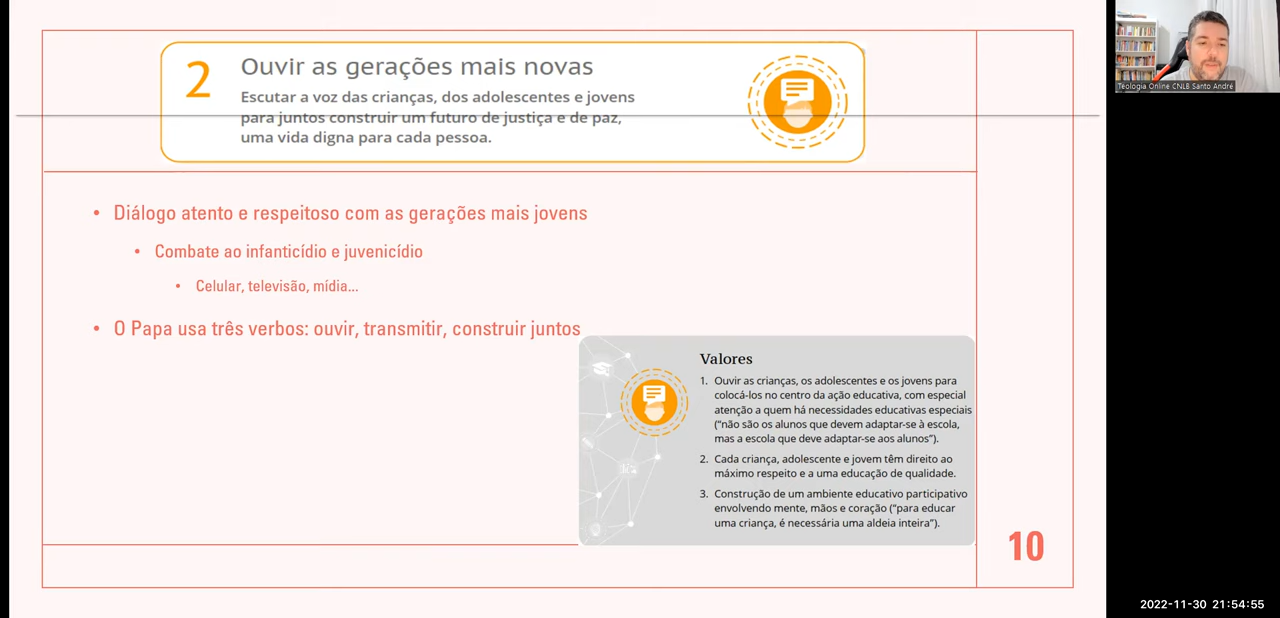 2
Ouvir as gerações mais novas
Escutar a voz das crianças, dos adolescentes e jovens
para juntos construir um futuro de justiça e de paz,
uma vida digna para cada pessoa.
• Diálogo atento e respeitoso com as gerações mais jovens
• Combate ao infanticídio e juvenicídio
• Celular, televisão, mídia...
• O Papa usa três verbos: ouvir, transmitir, construir juntos
Valores
1. Ouvir as crianças, os adolescentes e os jovens para
colocá-los no centro da ação educativa, com especial
atenção a quem há necessidades educativas especiais
("não são os alunos que devem adaptar-se à escola,
mas a escola que deve adaptar-se aos alunos").
2. Cada criança, adolescente e jovem têm direito ao
máximo respeito e a uma educação de qualidade.
3. Construção de um ambiente educativo participativo
envolvendo mente, mãos e coração ("para educar
uma criança, é necessária uma aldeia inteira").
10
Teologia Online CNLB Santo André
2022-11-30 21:54:55